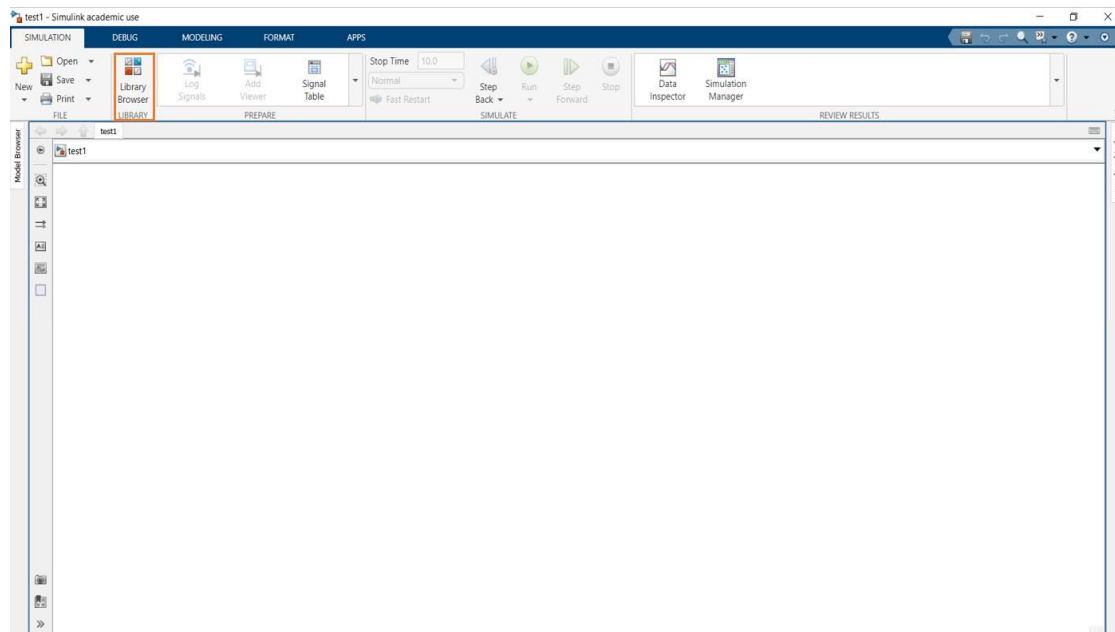 test1 - Simulink academic use
SIMULATION DEBUG MODELING FORMAT APPS
New
Open
Save
Print
FILE
Library
Browser
LIBRARY
Log
Signals
Add
Viewer
Signal
Table
PREPARE
Stop Time 10.0
Normal
Fast Restart
Step
Back
Run
Step
Forward
Stop
SIMULATE
Data
Inspector
Simulation
Manager
REVIEW RESULTS
Model Browser
test1
test1